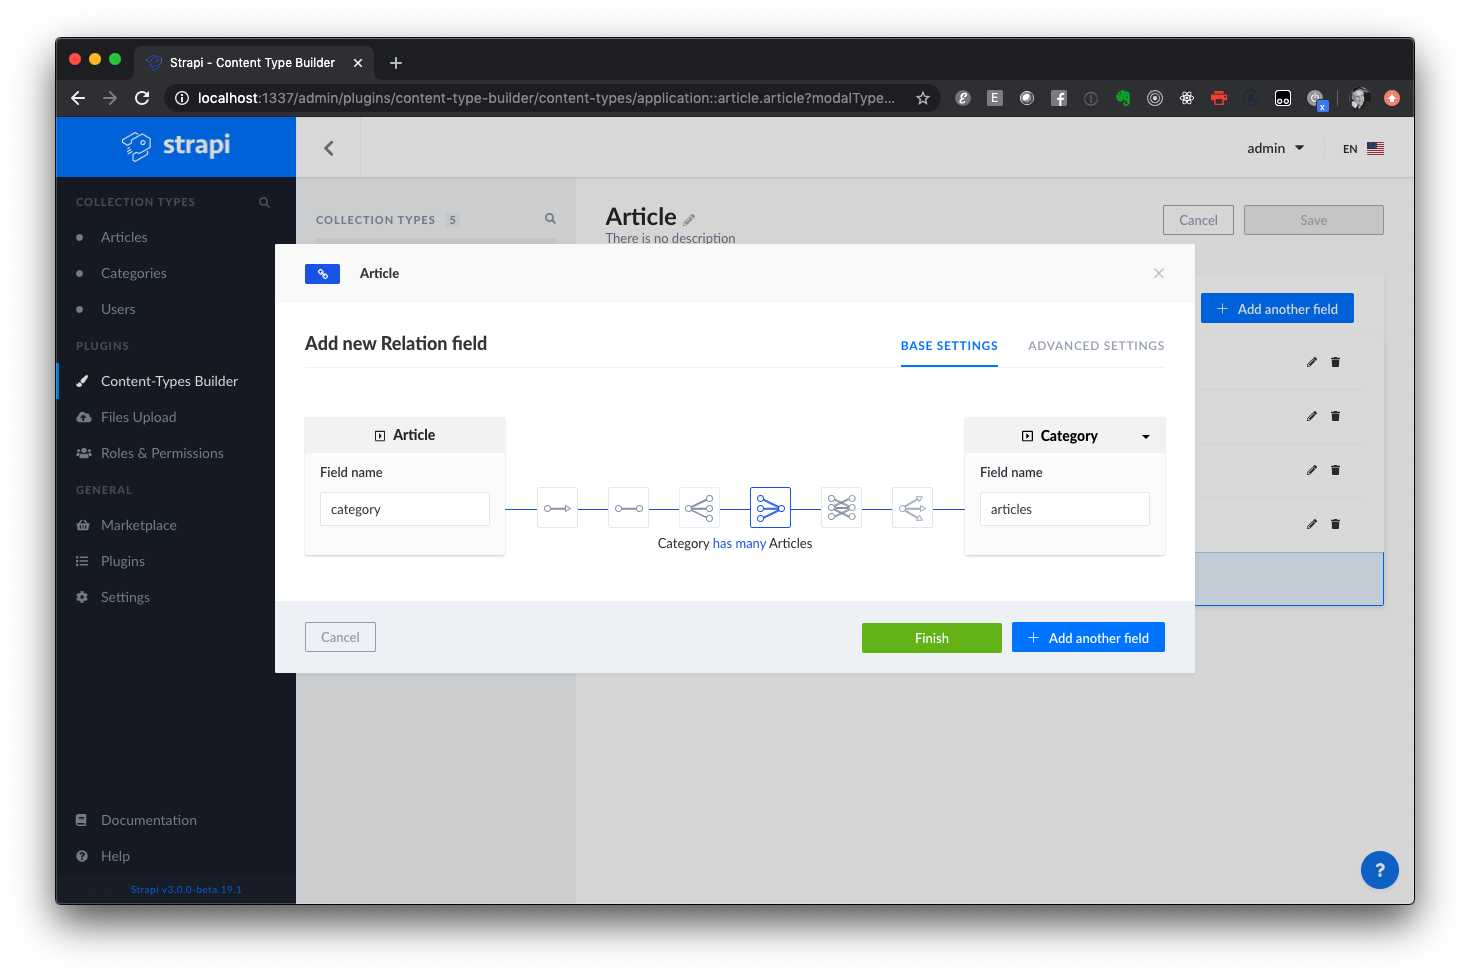 Strapi - Content Type Builder
localhost:1337/admin/plugins/content-type-builder/content-types/application::article.article?modalType...
strapi
admin
EN
COLLECTION TYPES
Articles
Categories
Users
PLUGINS
Content-Types Builder
Files Upload
Roles & Permissions
GENERAL
Marketplace
Plugins
Settings
Documentation
Help
Strapi v3.0.0-beta.19.1
COLLECTION TYPES 5
Article
There is no description
Cancel
Save
Add another field
Article
Add new Relation field
BASE SETTINGS
ADVANCED SETTINGS
Article
Field name
category
Category has many Articles
Category
Field name
articles
Cancel
Finish
Add another field
?